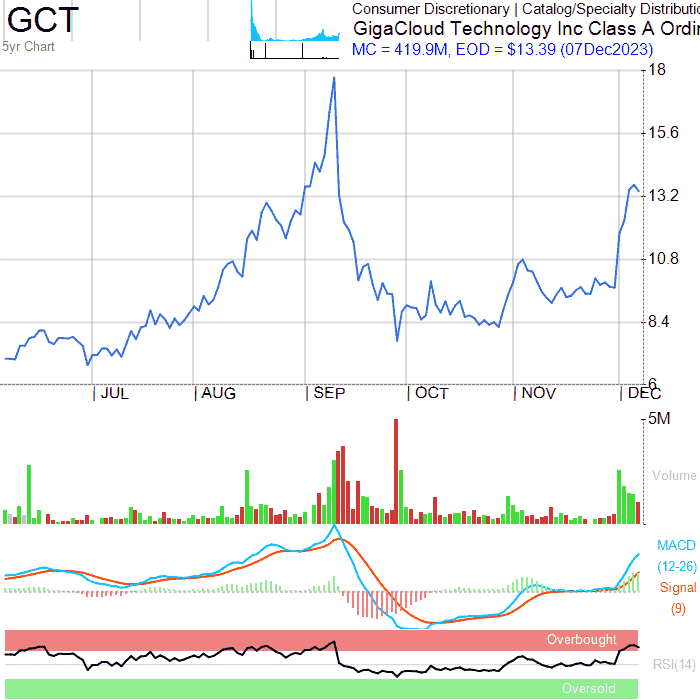 GCT
5yr Chart
Consumer Discretionary | Catalog/Specialty Distributio
GigaCloud Technology Inc Class A Ordin
MC = 419.9M, EOD = $13.39 (07Dec2023)
18
15.6
13.2
10.8
8.4
6
JUL AUG SEP OCT NOV DEC
5M
Volume
MACD
(12-26)
Signal
(9)
Overbought
RSI(14)
Oversold